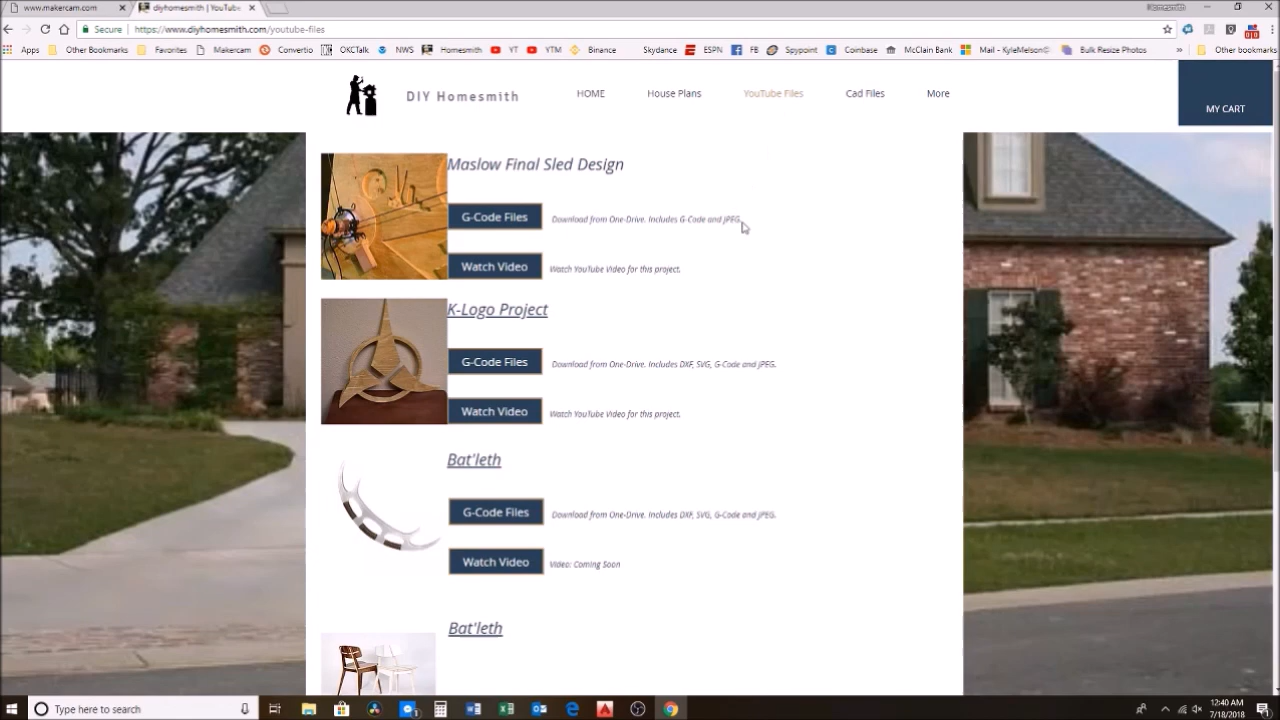 www.makercam.com
diyhomesmith | YouTub
Homesmith
Secure
https://www.diyhomesmith.com/youtube-files
Apps Other Bookmarks Favorites Makercam Convertio OKCTalk NWS Homesmith YT YTM Binance Skydance ESPN FB Spypoint Coinbase McClain Bank Mail - KyleMelson@ Bulk Resize Photos » Other bookmarks
DIY Homesmith
HOME House Plans YouTube Files Cad Files More
MY CART
Maslow Final Sled Design
G-Code Files Download from One-Drive. Includes G-Code and JPEG.
Watch Video Watch YouTube Video for this project.
K-Logo Project
G-Code Files Download from One-Drive. Includes DXF, SVG, G-Code and JPEG.
Watch Video Watch YouTube Video for this project.
Bat'leth
G-Code Files Download from One-Drive. Includes DXF, SVG, G-Code and JPEG.
Watch Video Video: Coming Soon
Bat'leth
Type here to search
12:40 AM
7/18/2018